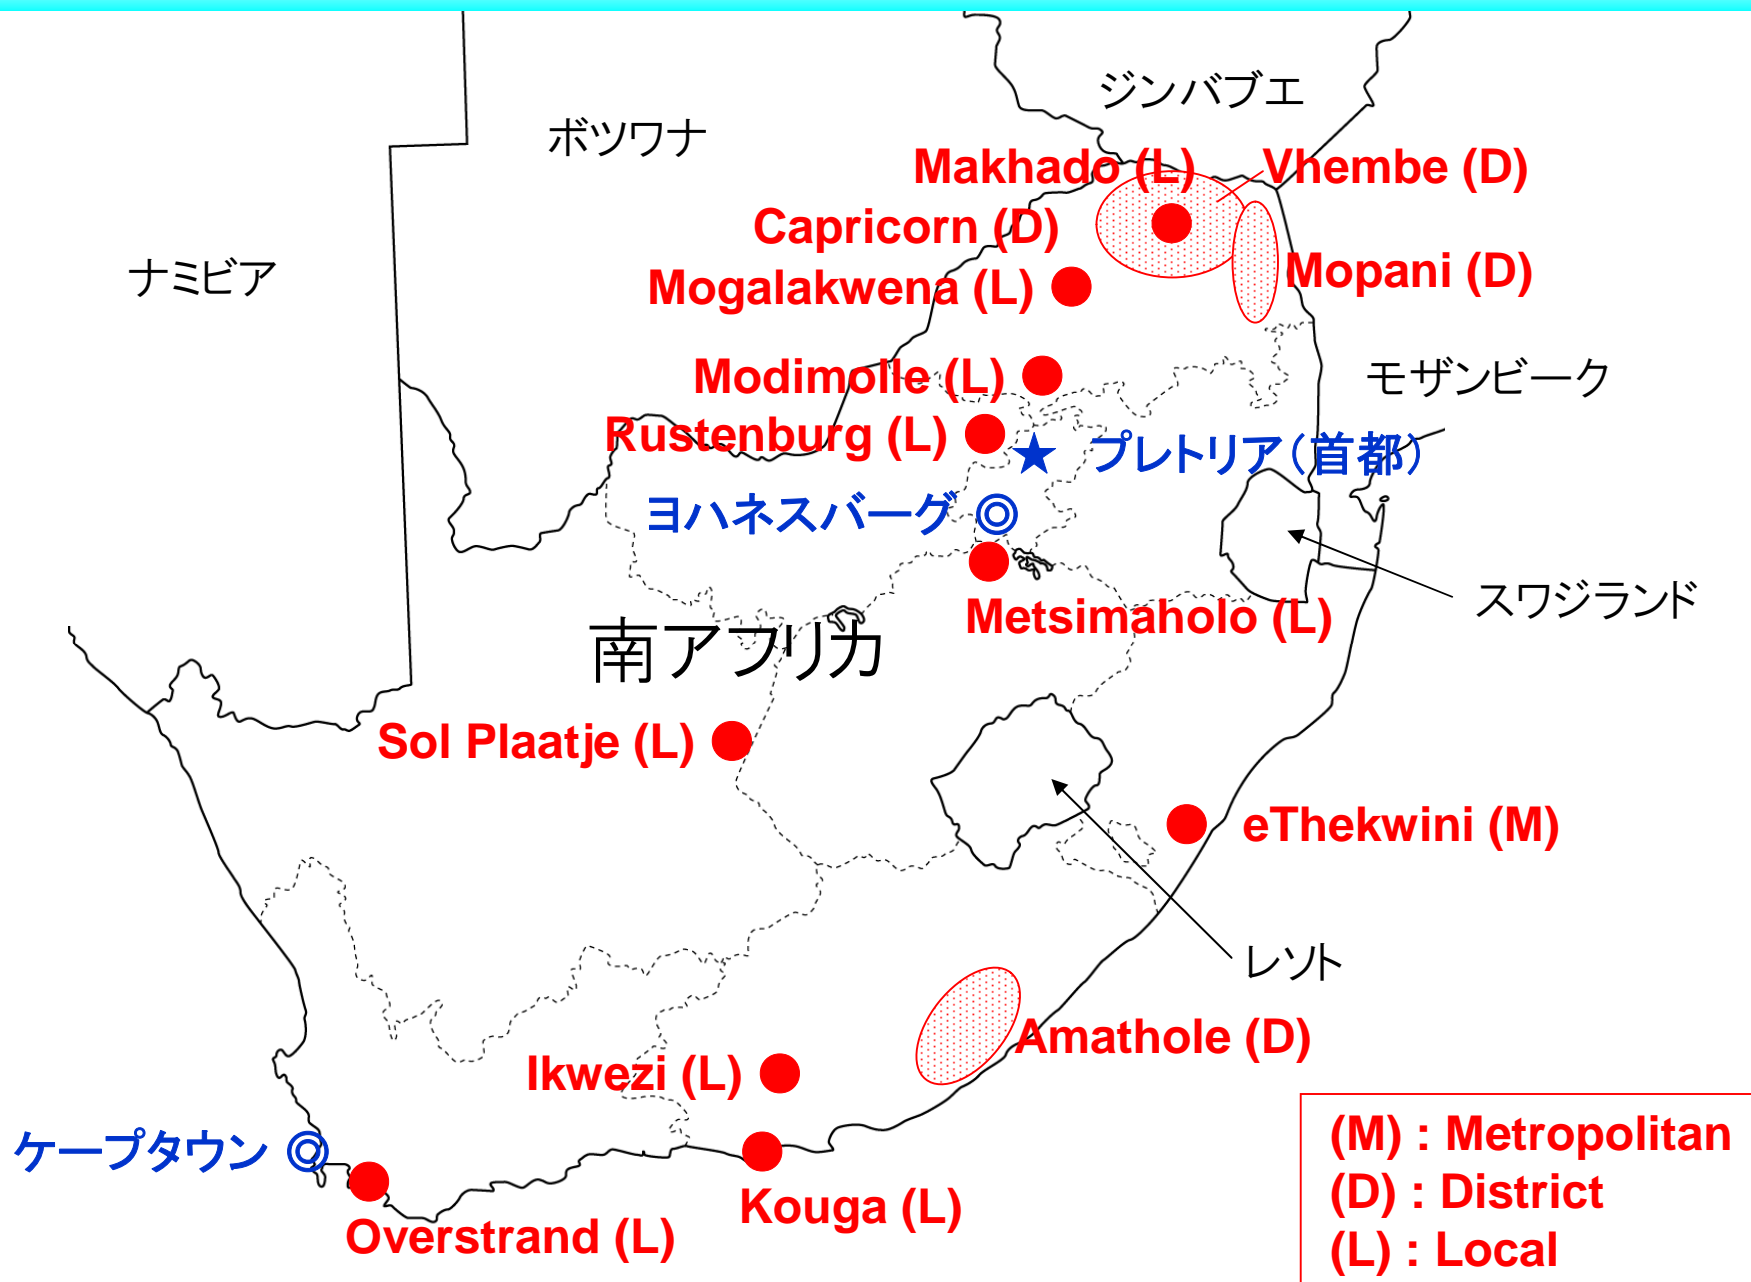 ジンバブエ
ボツワナ
Makhado (L)
Vhembe (D)
Capricorn (D)
ナミビア
Mopani (D)
Mogalakwena (L)
モザンビーク
Modimolle (L)
Rustenburg (L)
プレトリア（首都）
ヨハネスバーグ
スワジランド
Metsimaholo (L)
南アフリカ
Sol Plaatje (L)
eThekwini (M)
レソト
Amathole (D)
Ikwezi (L)
ケープタウン
Kouga (L)
Overstrand (L)
(M) : Metropolitan
(D) : District
(L) : Local